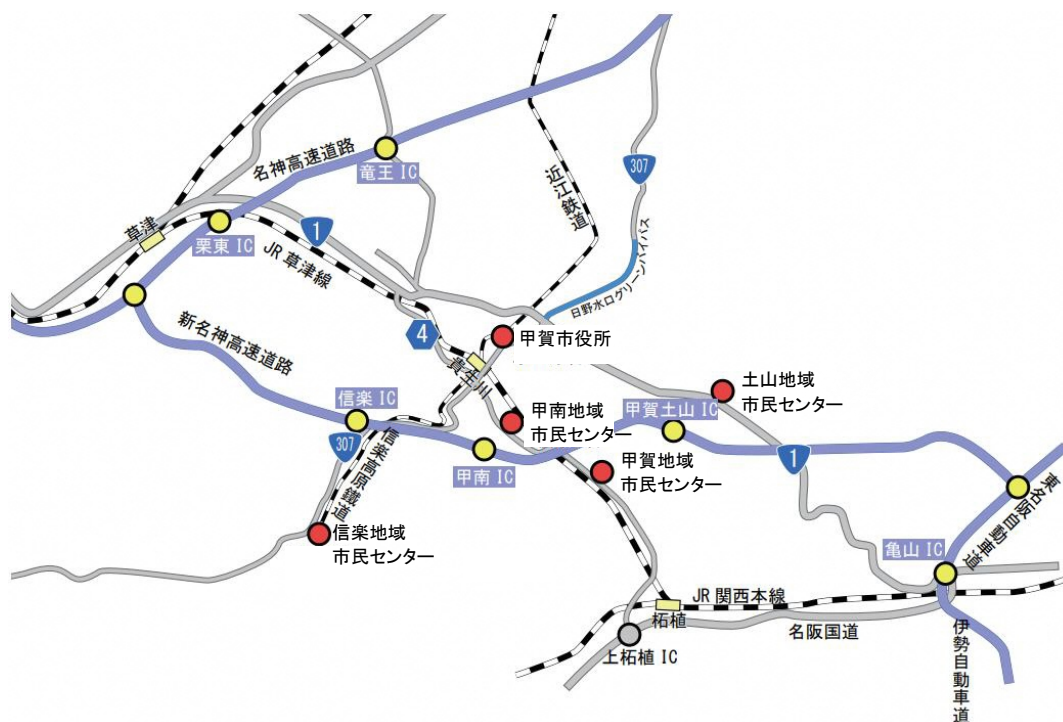 名神高速道路
竜王 IC
近江鉄道
307
草津
栗東 IC
1
JR 草津線
日野水口グリーンバイパス
新名神高速道路
4
甲賀市役所
貴生川
信楽 IC
307
信楽高原鐵道
甲南 IC
甲南地域
市民センター
甲賀土山 IC
土山地域
市民センター
甲賀地域
市民センター
1
信楽地域
市民センター
東名阪自動車道
亀山 IC
JR 関西本線
柘植
名阪国道
上柘植 IC
伊勢自動車道